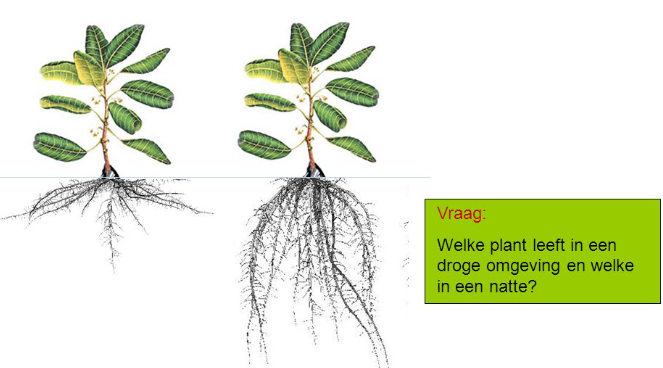 Vraag:
Welke plant leeft in een
droge omgeving en welke
in een natte?